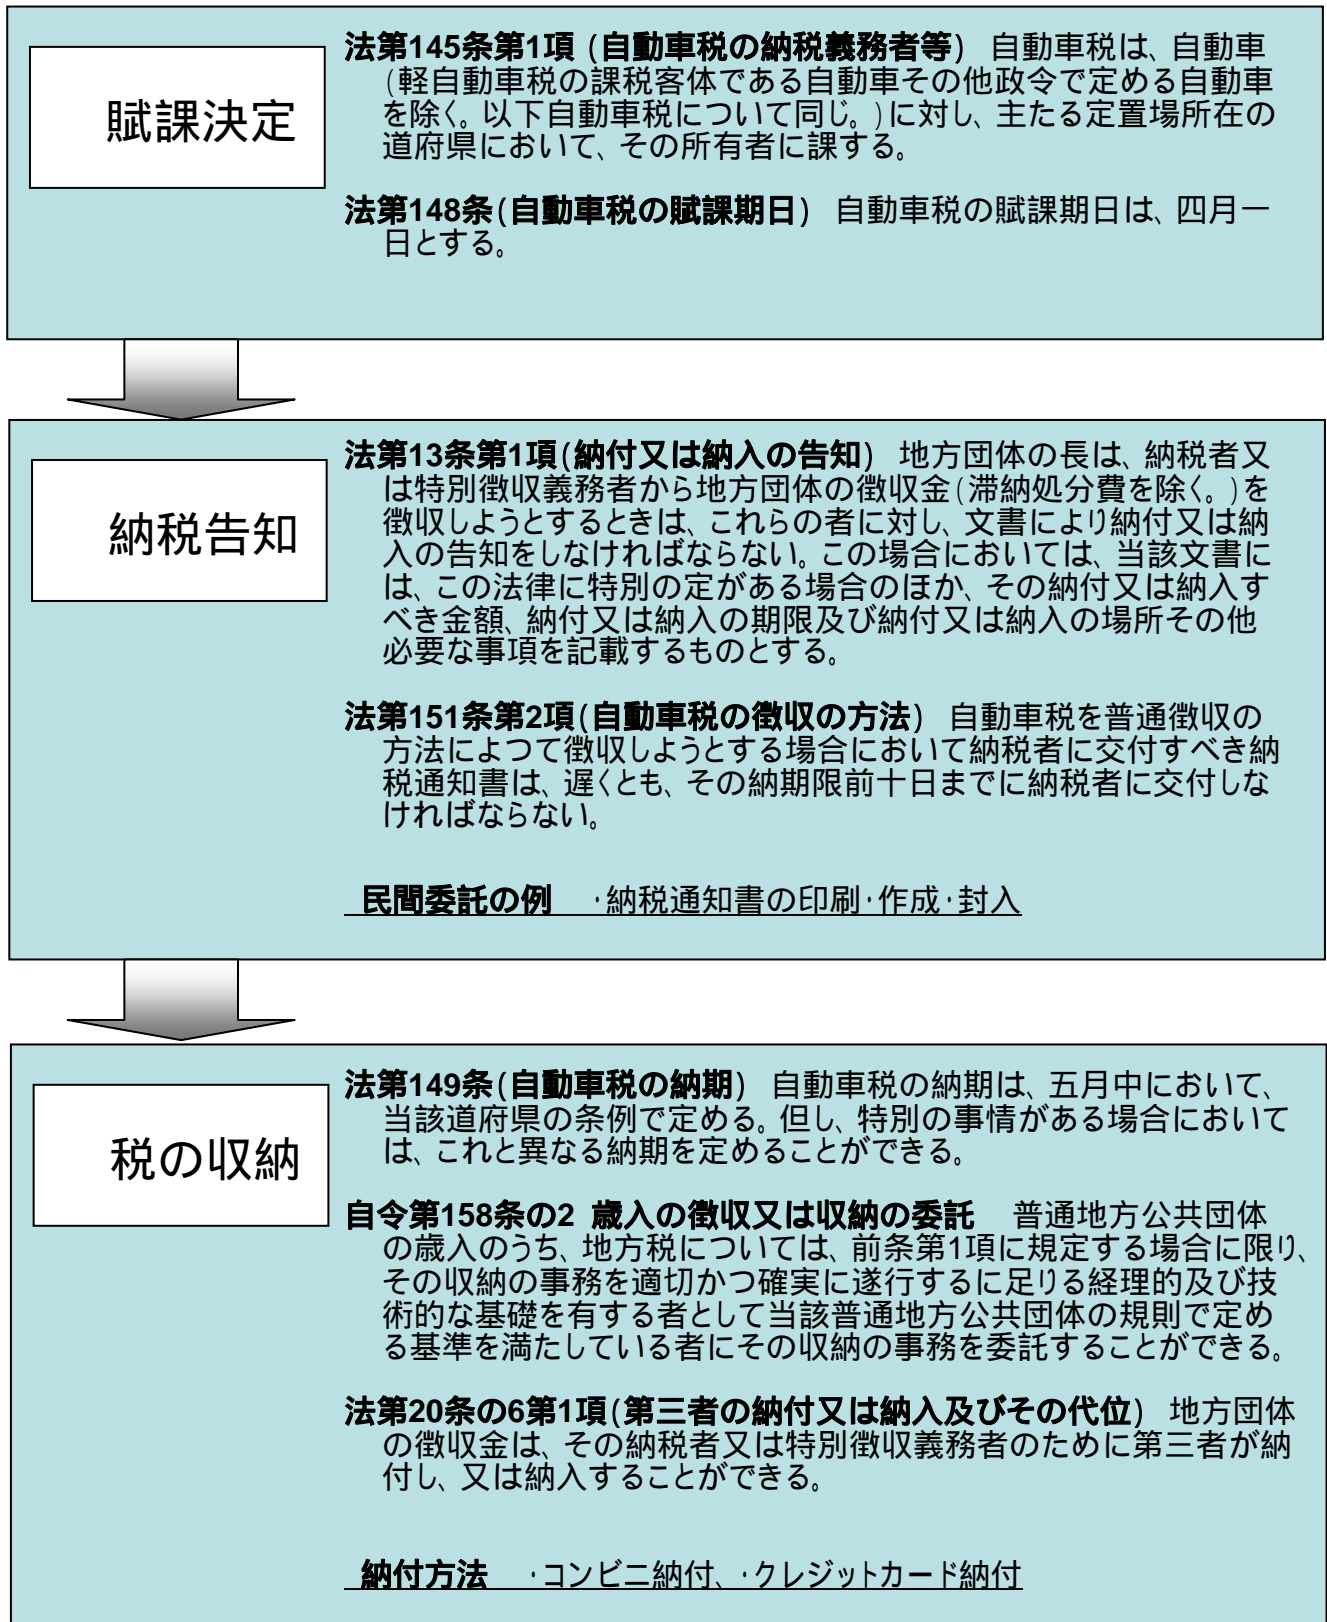 賦課決定
法第145条第1項 (自動車税の納税義務者等) 自動車税は、自動車
(軽自動車税の課税客体である自動車その他政令で定める自動車
を除く。以下自動車税について同じ。)に対し、主たる定置場所在の
道府県において、その所有者に課する。
法第148条(自動車税の賦課期日) 自動車税の賦課期日は、四月一
日とする。
納税告知
法第13条第1項(納付又は納入の告知) 地方団体の長は、納税者又
は特別徴収義務者から地方団体の徴収金(滞納処分費を除く。)を
徴収しようとするときは、これらの者に対し、文書により納付又は納
入の告知をしなければならない。この場合においては、当該文書に
は、この法律に特別の定がある場合のほか、その納付又は納入す
べき金額、納付又は納入の期限及び納付又は納入の場所その他
必要な事項を記載するものとする。
法第151条第2項(自動車税の徴収の方法) 自動車税を普通徴収の
方法によつて徴収しようとする場合において納税者に交付すべき納
税通知書は、遅くとも、その納期限前十日までに納税者に交付しな
ければならない。
民間委託の例 ・納税通知書の印刷・作成・封入
税の収納
法第149条(自動車税の納期) 自動車税の納期は、五月中において、
当該道府県の条例で定める。但し、特別の事情がある場合において
は、これと異なる納期を定めることができる。
自令第158条の2 歳入の徴収又は収納の委託 普通地方公共団体
の歳入のうち、地方税については、前条第1項に規定する場合に限り、
その収納の事務を適切かつ確実に遂行するに足りる経理的及び技
術的な基礎を有する者として当該普通地方公共団体の規則で定め
る基準を満たしている者にその収納の事務を委託することができる。
法第20条の6第1項(第三者の納付又は納入及びその代位) 地方団体
の徴収金は、その納税者又は特別徴収義務者のために第三者が納
付し、又は納入することができる。
納付方法 ・コンビニ納付、・クレジットカード納付